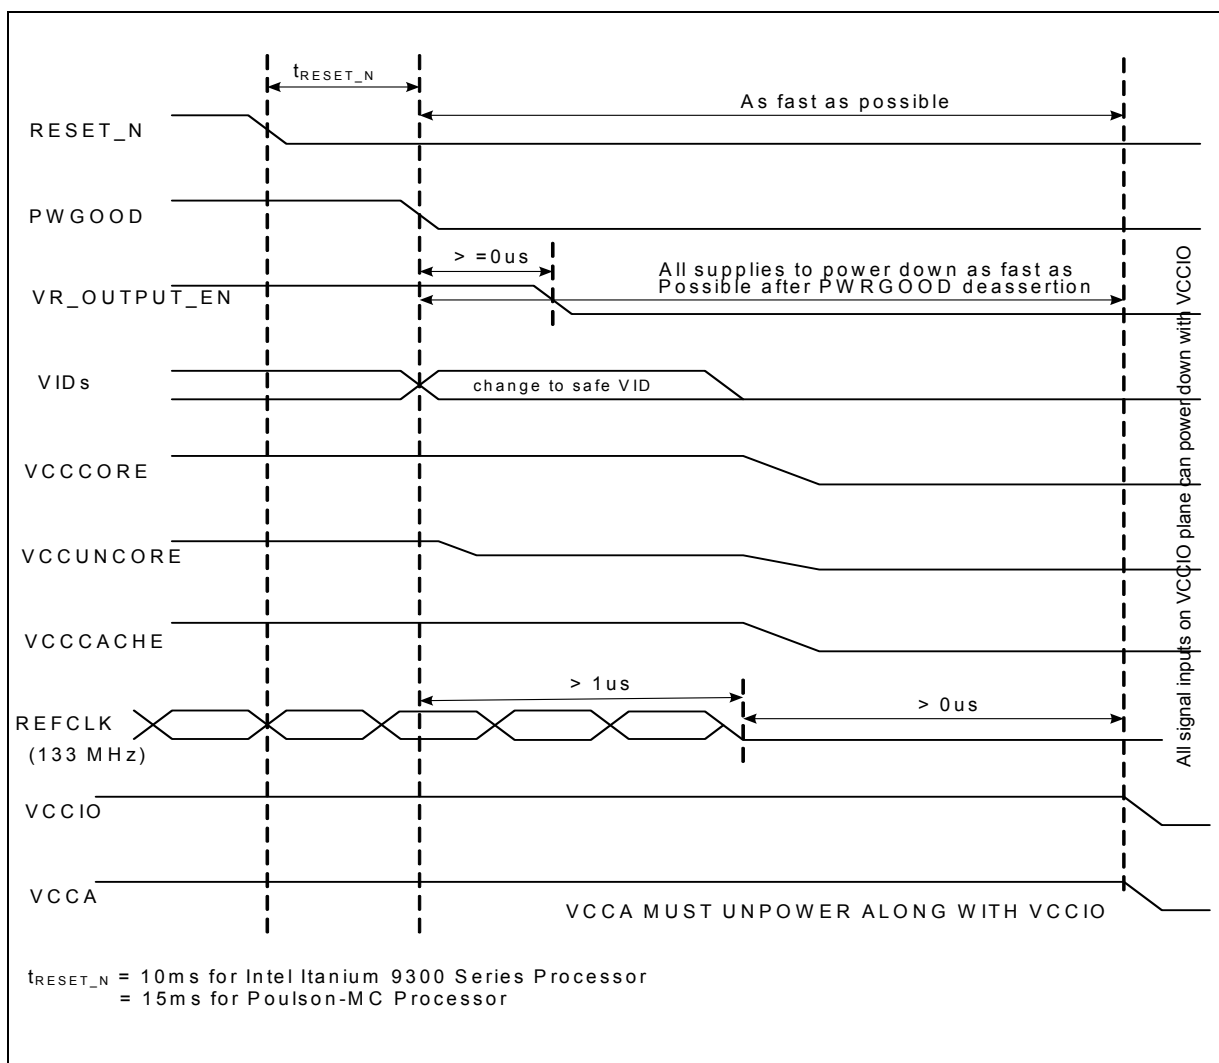 tRESET_N
As fast as possible
RESET_N
PWGOOD
> =0us
All supplies to power down as fast as
Possible after PWRGOOD deassertion
VR_OUTPUT_EN
VIDs
change to safe VID
VCCCORE
VCCUNCORE
VCCCACHE
> 1us
> 0us
REFCLK
(133 MHz)
VCCIO
VCCA
VCCA MUST UNPOWER ALONG WITH VCCIO
All signal inputs on VCCIO plane can power down with VCCIO
tRESET_N = 10ms for Intel Itanium 9300 Series Processor
= 15ms for Poulson-MC Processor